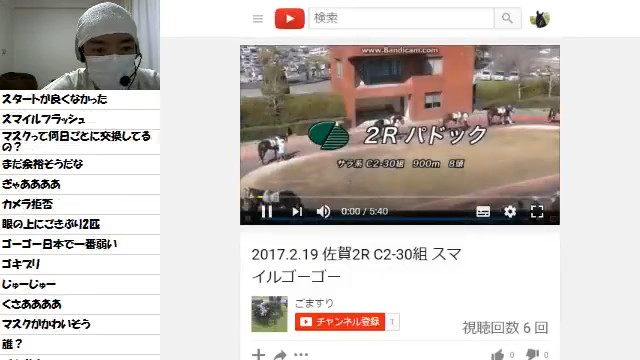 検索
www.Bandicam.com
2R パドック
サラ系 C2-30組 900m 8頭
0:00 / 5:40
2017.2.19 佐賀2R C2-30組 スマ
イルゴーゴー
ごますり
チャンネル登録
1
視聴回数 6 回
スタートが良くなかった
スマイルフラッシュ
マスクって何日ごとに交換してる
の?
まだ余裕そうだな
ぎゃああああ
カメラ拒否
眼の上にごきぶり2匹
ゴーゴー日本で一番弱い
ゴキブリ
じゅーじゅー
くさああああ
マスクがかわいそう
誰?